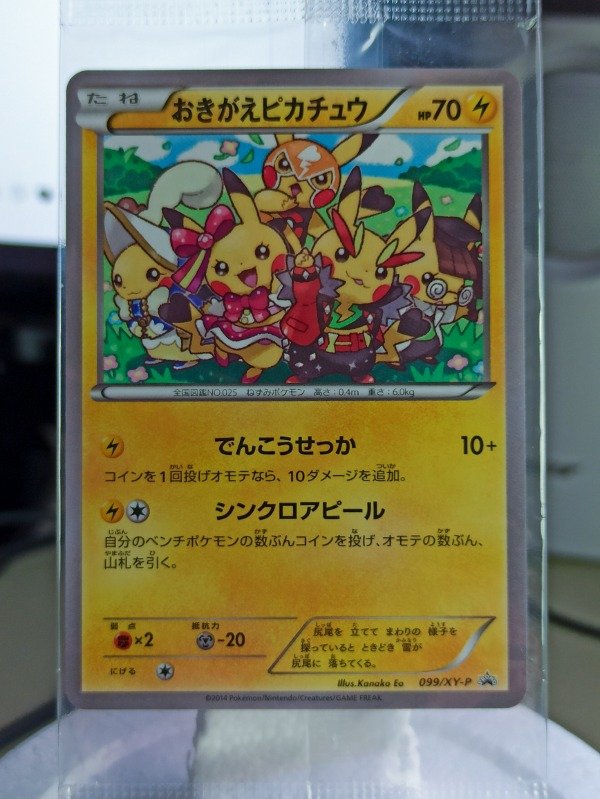 たね おきがえピカチュウ HP70
全国図鑑NO.025 ねずみポケモン 高さ:0.4m 重さ:6.0kg
でんこうせっか 10+
コインを1回投げオモテなら、10ダメージを追加。
シンクロアピール
自分のベンチポケモンの数ぶんコインを投げ、オモテの数ぶん、
山札を引く。
弱点 抵抗力
×2 -20
にげる
尻尾を 立てて まわりの 様子を
探っていると ときどき 雷が
尻尾に 落ちてくる。
Illus.Kanako Eo 099/XY-P
©2014 Pokémon/Nintendo/Creatures/GAME FREAK